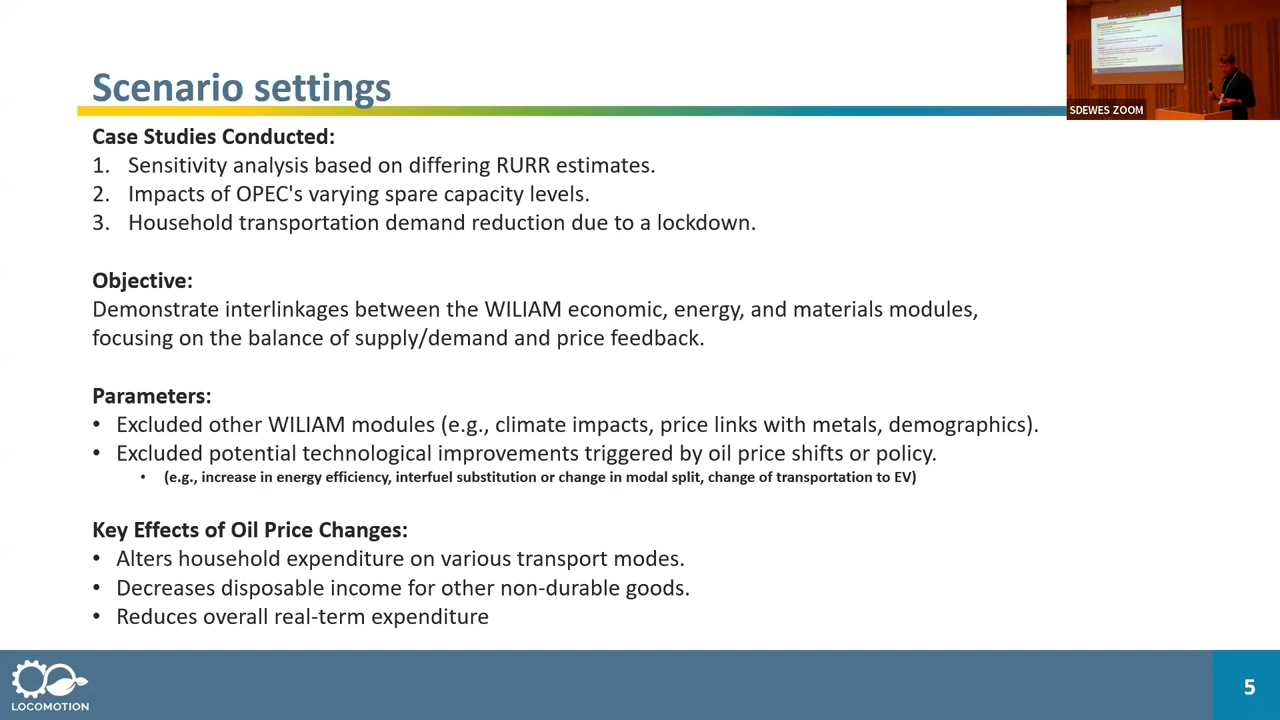 Scenario settings
SDEWES ZOOM
Case Studies Conducted:
1. Sensitivity analysis based on differing RURR estimates.
2. Impacts of OPEC's varying spare capacity levels.
3. Household transportation demand reduction due to a lockdown.
Objective:
Demonstrate interlinkages between the WILIAM economic, energy, and materials modules,
focusing on the balance of supply/demand and price feedback.
Parameters:
• Excluded other WILIAM modules (e.g., climate impacts, price links with metals, demographics).
• Excluded potential technological improvements triggered by oil price shifts or policy.
• (e.g., increase in energy efficiency, interfuel substitution or change in modal split, change of transportation to EV)
Key Effects of Oil Price Changes:
• Alters household expenditure on various transport modes.
• Decreases disposable income for other non-durable goods.
• Reduces overall real-term expenditure
LOCOMOTION
5